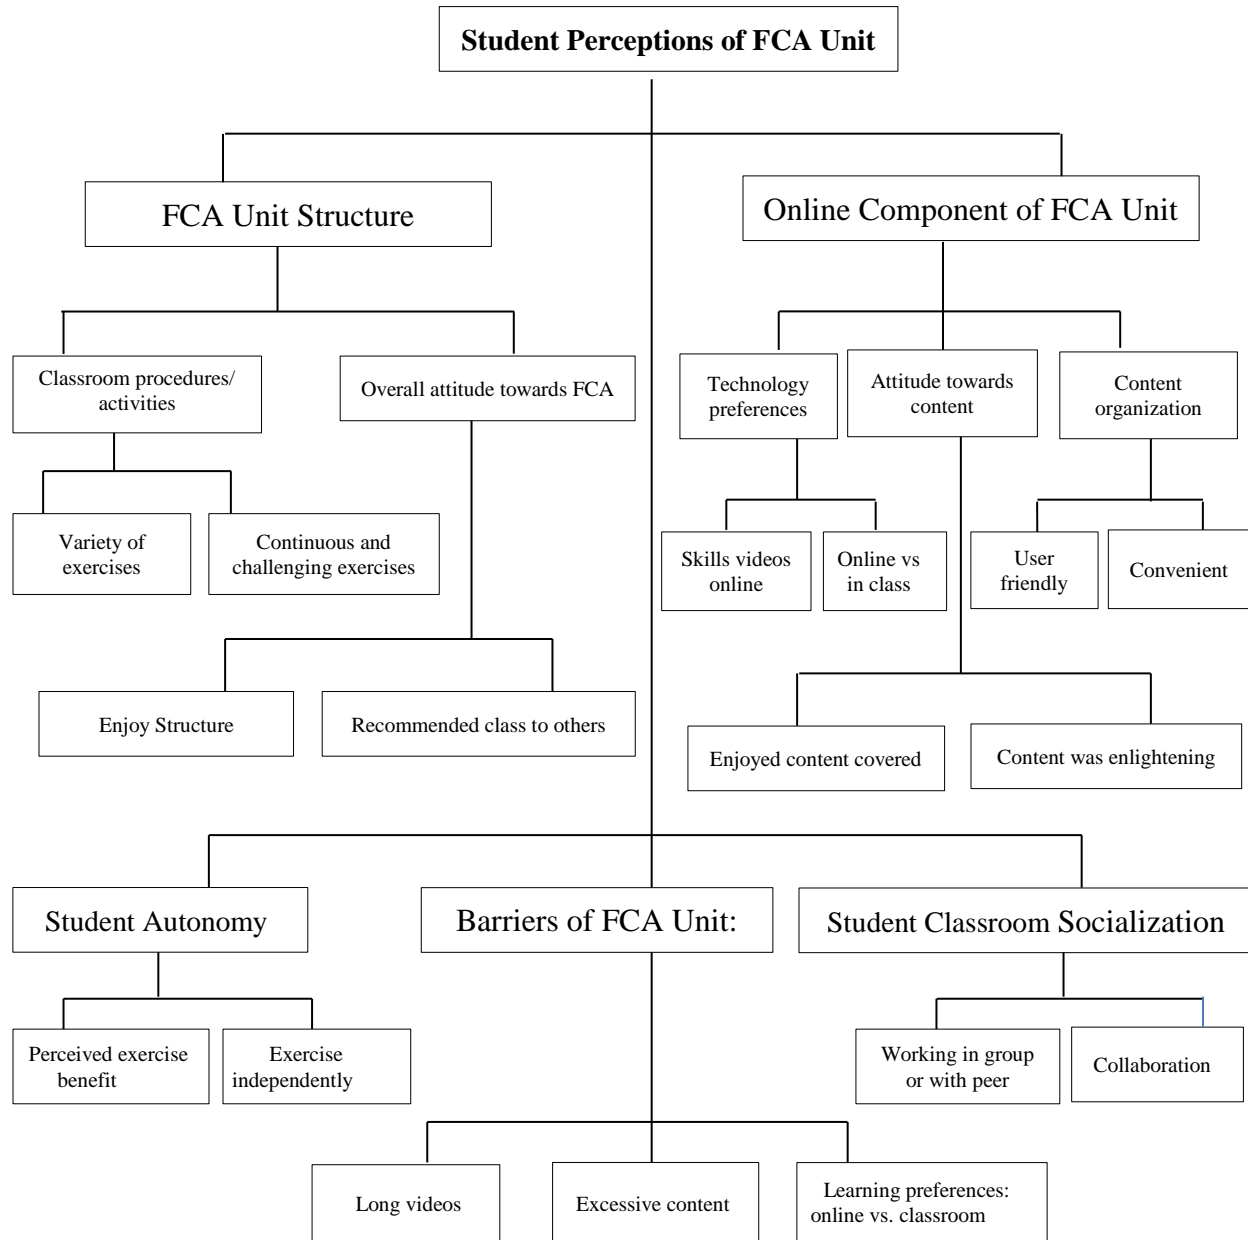 Student Perceptions of FCA Unit
FCA Unit Structure
Online Component of FCA Unit
Classroom procedures/
activities
Overall attitude towards FCA
Technology
preferences
Attitude towards
content
Content
organization
Variety of
exercises
Continuous and
challenging exercises
Skills videos
online
Online vs
in class
User
friendly
Convenient
Enjoy Structure
Recommended class to others
Enjoyed content covered
Content was enlightening
Student Autonomy
Barriers of FCA Unit:
Student Classroom Socialization
Perceived exercise
benefit
Exercise
independently
Working in group
or with peer
Collaboration
Long videos
Excessive content
Learning preferences:
online vs. classroom